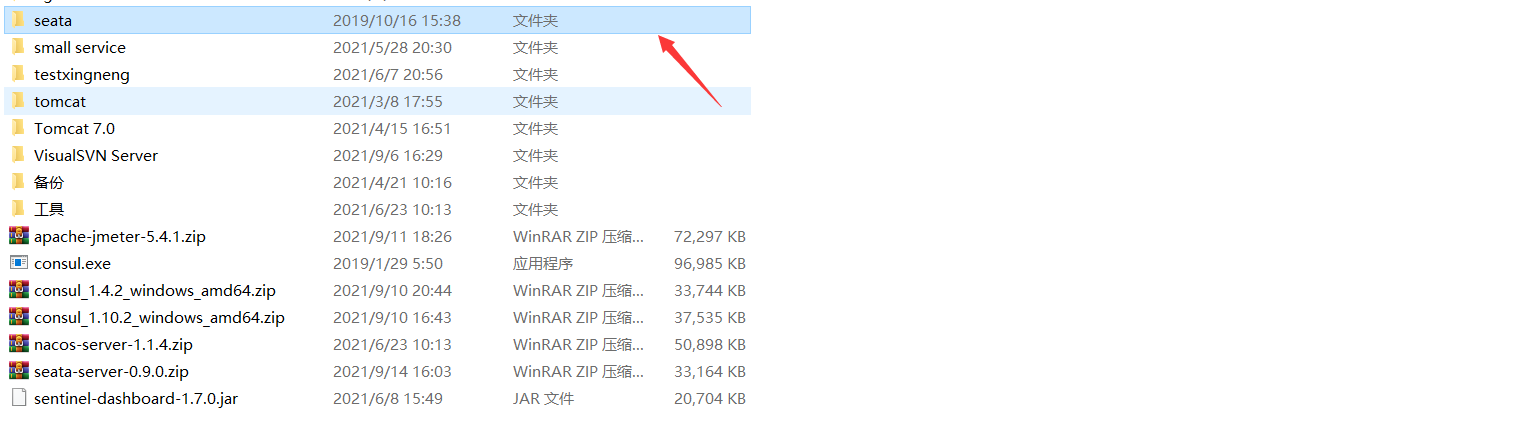 seata 2019/10/16 15:38 文件夹
small service 2021/5/28 20:30 文件夹
testxingneng 2021/6/7 20:56 文件夹
tomcat 2021/3/8 17:55 文件夹
Tomcat 7.0 2021/4/15 16:51 文件夹
VisualSVN Server 2021/9/6 16:29 文件夹
备份 2021/4/21 10:16 文件夹
工具 2021/6/23 10:13 文件夹
apache-jmeter-5.4.1.zip 2021/9/11 18:26 WinRAR ZIP 压缩... 72,297 KB
consul.exe 2019/1/29 5:50 应用程序 96,985 KB
consul_1.4.2_windows_amd64.zip 2021/9/10 20:44 WinRAR ZIP 压缩... 33,744 KB
consul_1.10.2_windows_amd64.zip 2021/9/10 16:43 WinRAR ZIP 压缩... 37,535 KB
nacos-server-1.1.4.zip 2021/6/23 10:13 WinRAR ZIP 压缩... 50,898 KB
seata-server-0.9.0.zip 2021/9/14 16:03 WinRAR ZIP 压缩... 33,164 KB
sentinel-dashboard-1.7.0.jar 2021/6/8 15:49 JAR 文件 20,704 KB